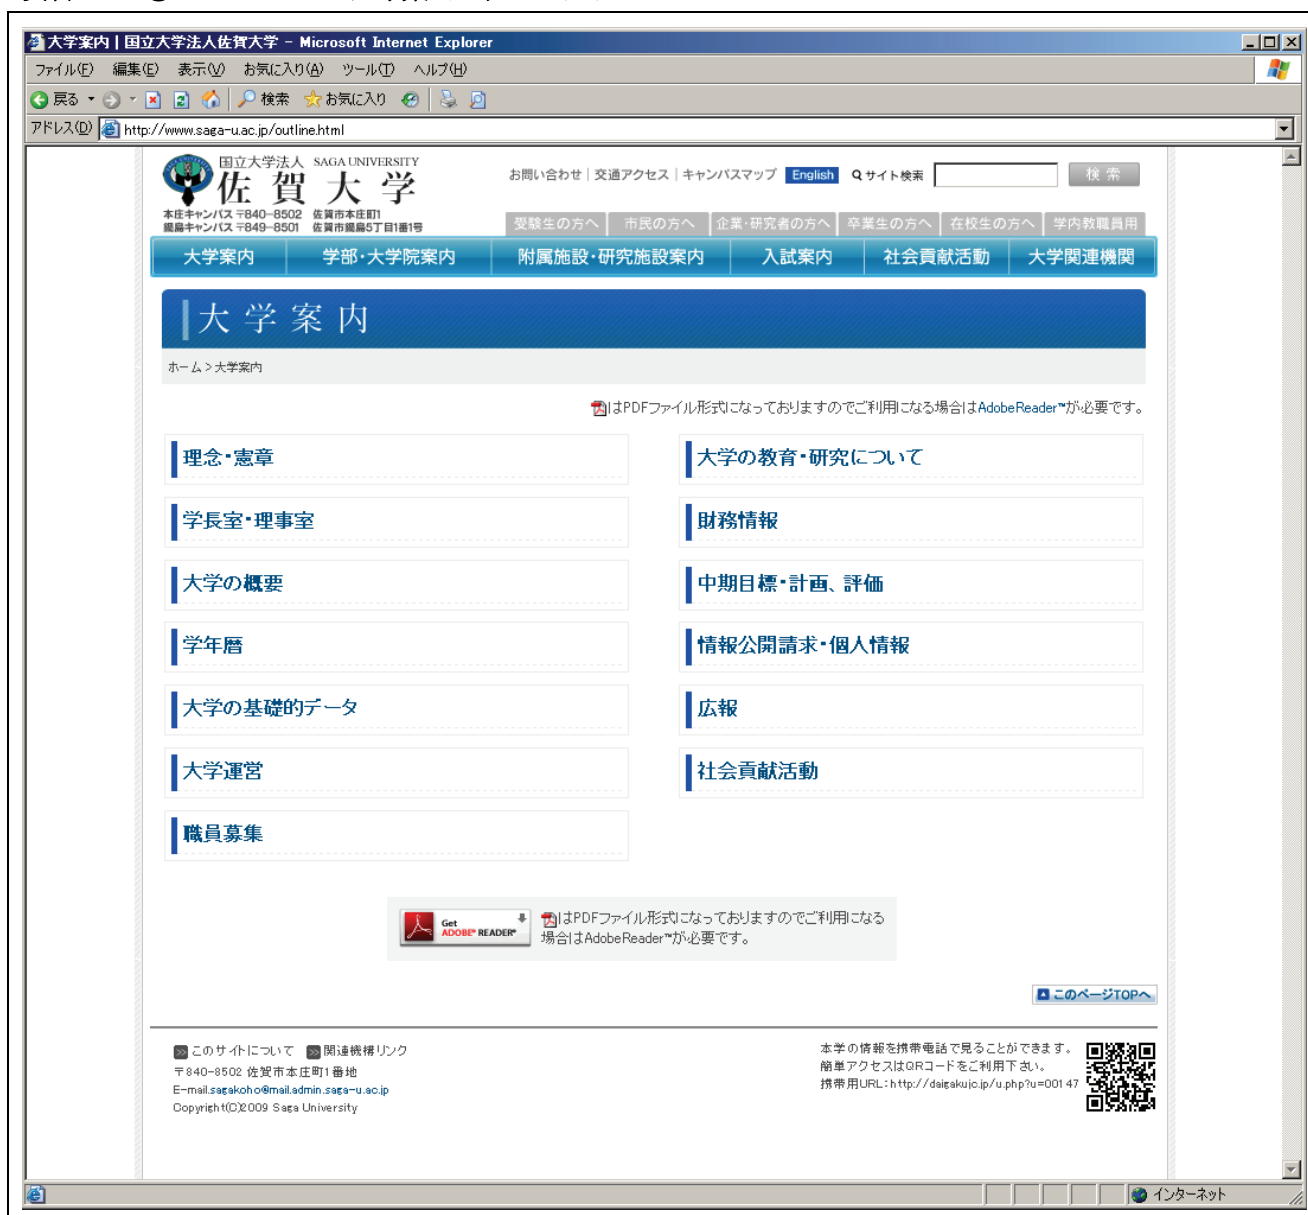 大学案内 | 国立大学法人佐賀大学 - Microsoft Internet Explorer
ファイル(F) 編集(E) 表示(V) お気に入り(A) ツール(T) ヘルプ(H)
戻る 検索 お気に入り
アドレス(D) http://www.saga-u.ac.jp/outline.html
国立大学法人 SAGA UNIVERSITY
佐賀大学
本庄キャンパス 〒840-8502 佐賀市本庄町1
鍋島キャンパス 〒849-8501 佐賀市鍋島5丁目1番1号
お問い合わせ | 交通アクセス | キャンパスマップ English サイト検索 検索
受験生の方へ 市民の方へ 企業・研究者の方へ 卒業生の方へ 在校生の方へ 学内教職員用
大学案内 学部・大学院案内 附属施設・研究施設案内 入試案内 社会貢献活動 大学関連機関
大学案内
ホーム > 大学案内
はPDFファイル形式になっておりますのでご利用になる場合はAdobeReader™が必要です。
理念・憲章
大学の教育・研究について
学長室・理事室
財務情報
大学の概要
中期目標・計画、評価
学年暦
情報公開請求・個人情報
大学の基礎的データ
広報
大学運営
社会貢献活動
職員募集
Get ADOBE® READER®
はPDFファイル形式になっておりますのでご利用になる
場合はAdobeReader™が必要です。
このページTOPへ
このサイトについて 関連機構リンク
〒840-8502 佐賀市本庄町1番地
E-mail.sagakoho@mail.admin.saga-u.ac.jp
Copyright(C)2009 Saga University
本学の情報を携帯電話で見ることができます。
簡単アクセスはQRコードをご利用下さい。
携帯用URL:http://daigakujc.jp/u.php?u=00147
インターネット